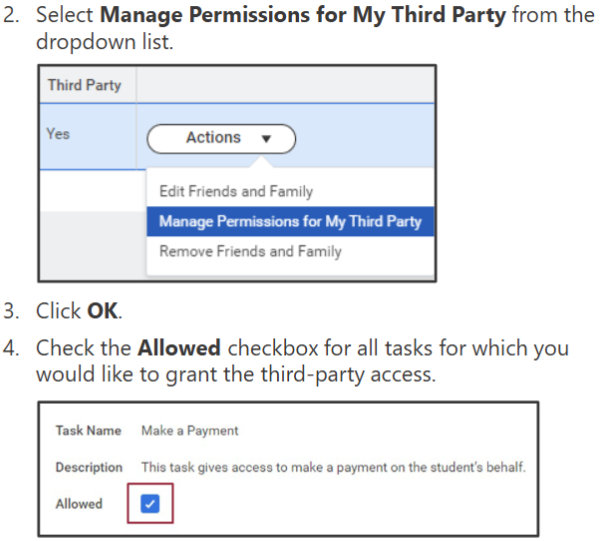 2. Select Manage Permissions for My Third Party from the
dropdown list.
Third Party
Yes
Actions
Edit Friends and Family
Manage Permissions for My Third Party
Remove Friends and Family
3. Click OK.
4. Check the Allowed checkbox for all tasks for which you
would like to grant the third-party access.
Task Name Make a Payment
Description This task gives access to make a payment on the student's behalf.
Allowed